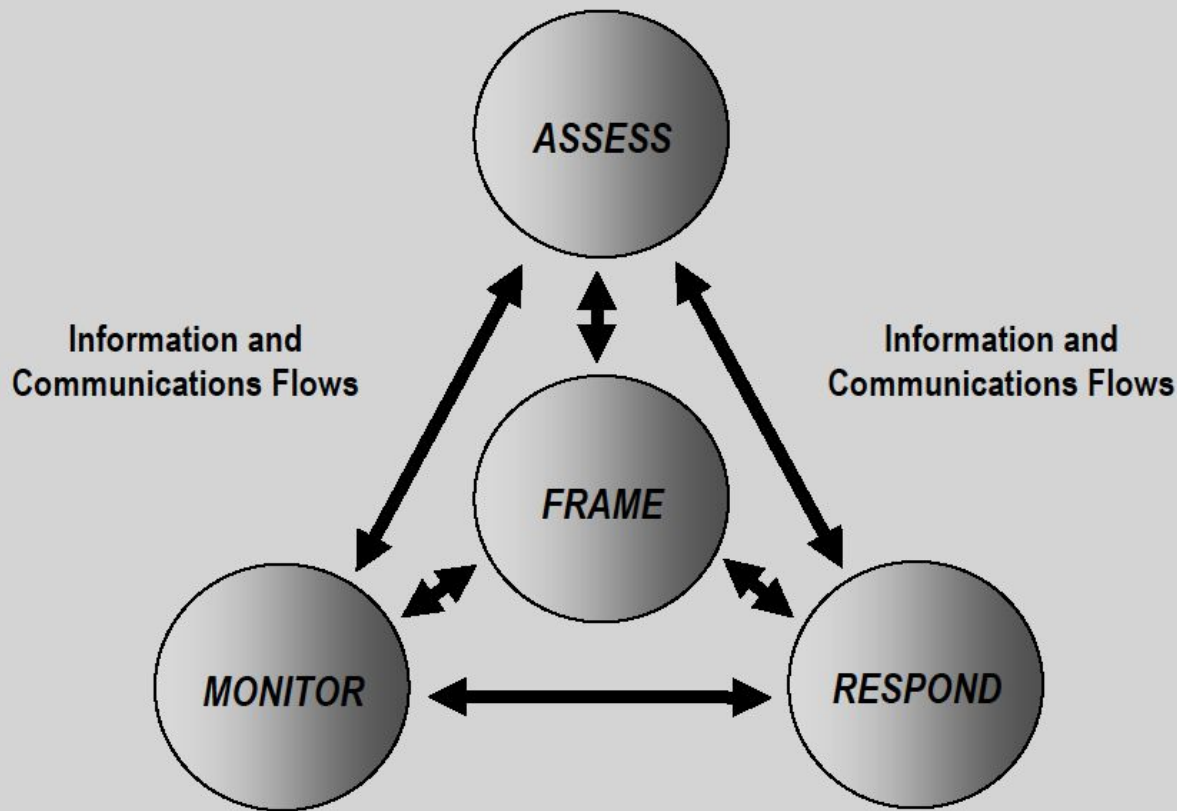 ASSESS
Information and
Communications Flows
Information and
Communications Flows
FRAME
MONITOR
RESPOND